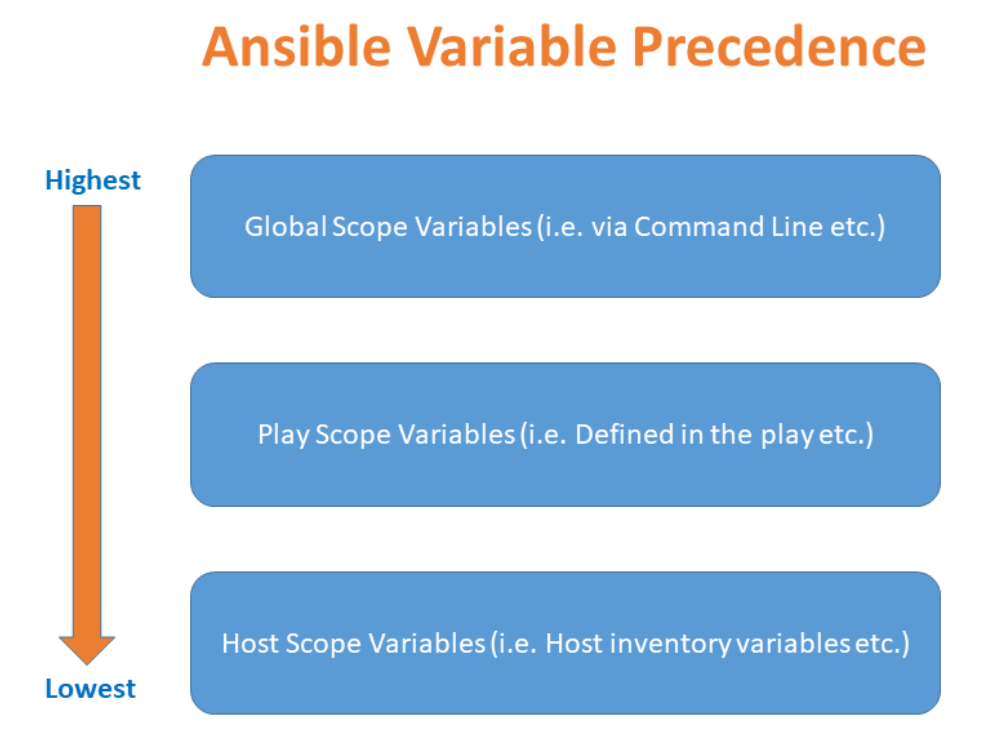 Ansible Variable Precedence
Highest
Global Scope Variables (i.e. via Command Line etc.)
Play Scope Variables (i.e. Defined in the play etc.)
Host Scope Variables (i.e. Host inventory variables etc.)
Lowest